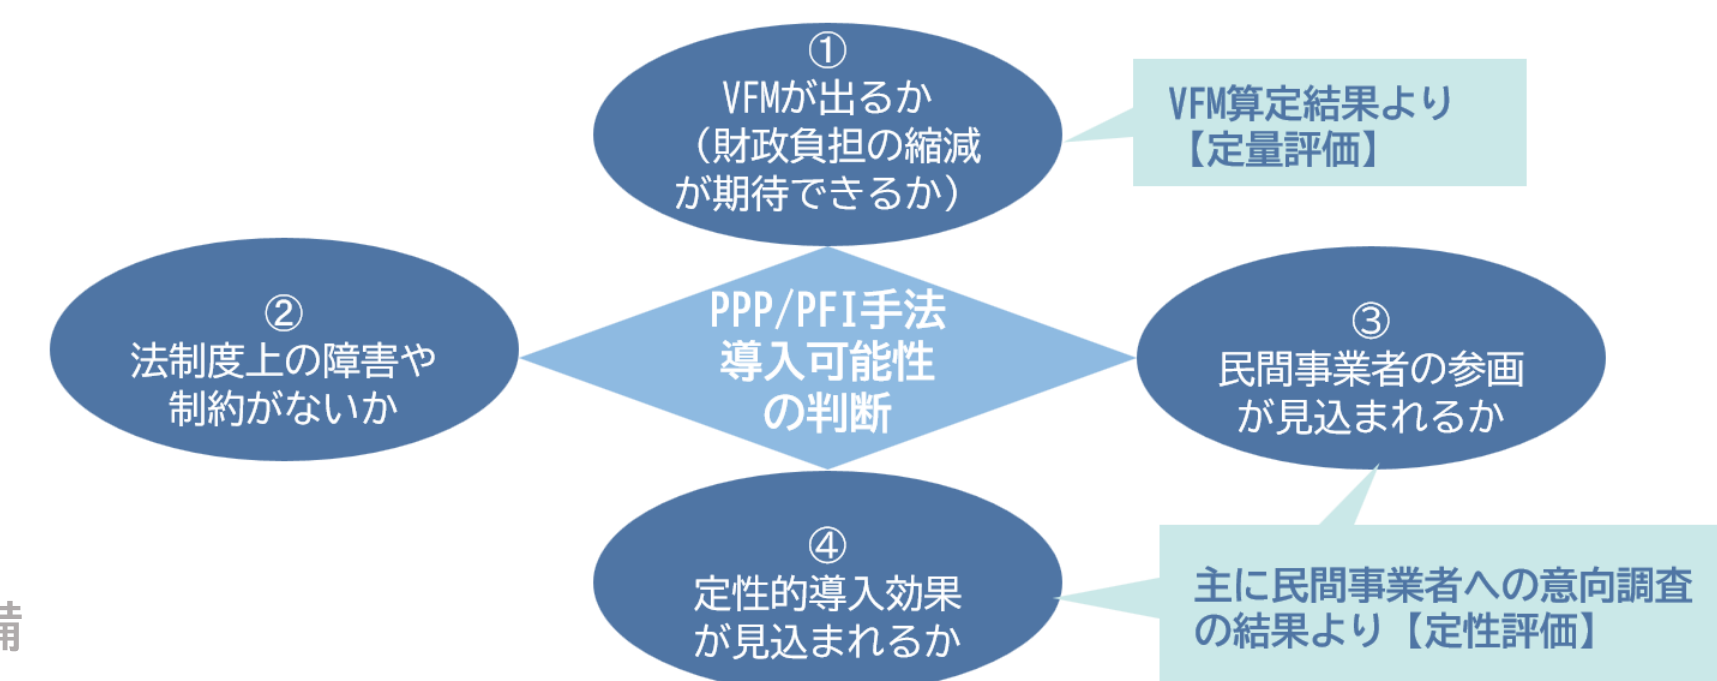 ①
VFMが出るか
（財政負担の縮減
が期待できるか）
VFM算定結果より
【定量評価】
②
法制度上の障害や
制約がないか
PPP/PFI手法
導入可能性
の判断
③
民間事業者の参画
が見込まれるか
④
定性的導入効果
が見込まれるか
主に民間事業者への意向調査
の結果より【定性評価】
備